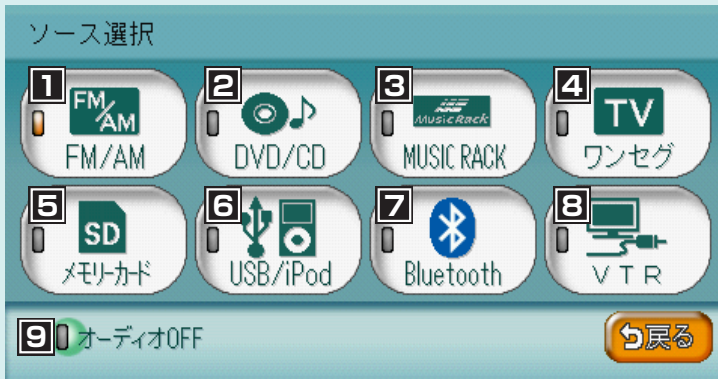 ソース選択
1 FM/AM
FM/AM
2
DVD/CD
3 MusicRack
MUSIC RACK
4 TV
ワンセグ
5 SD
メモリーカード
6
USB/iPod
7
Bluetooth
8
VTR
9 オーディオOFF
戻る